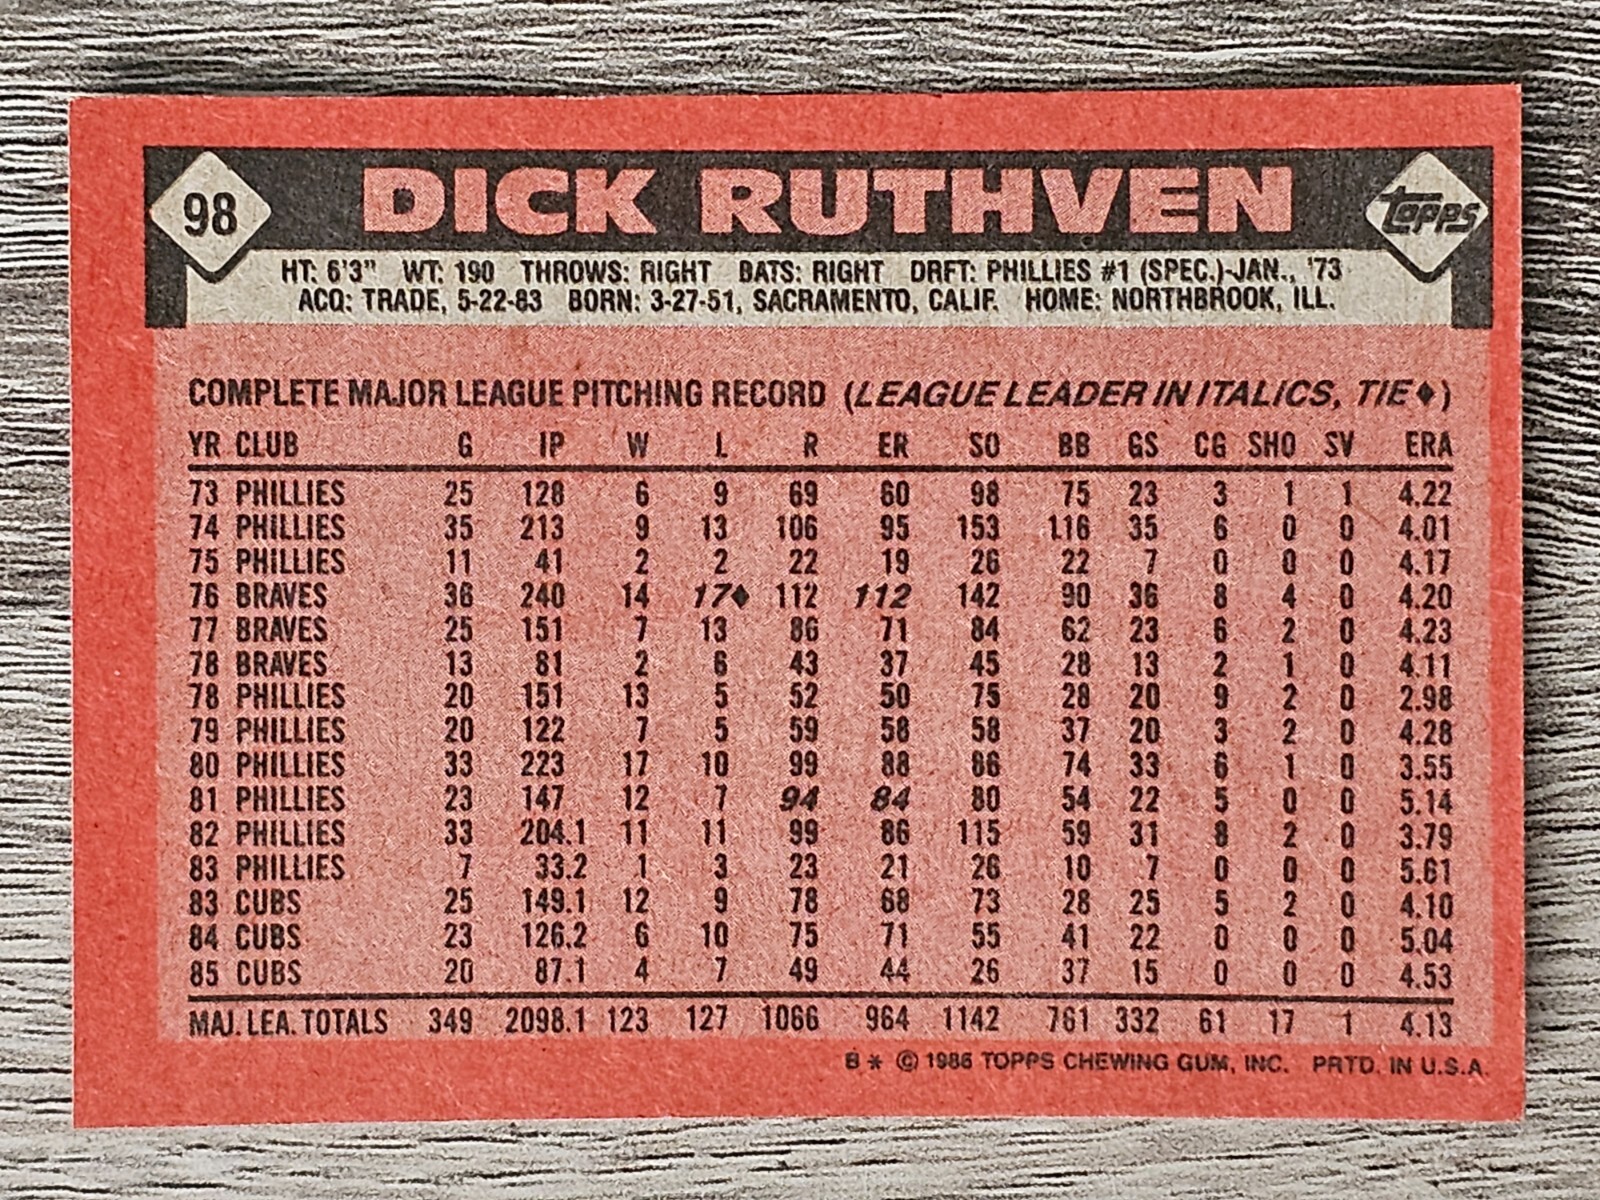 98 DICK RUTHVEN topps
HT: 6'3" WT: 190 THROWS: RIGHT BATS: RIGHT DRFT: PHILLIES #1 (SPEC.)-JAN., '73
ACQ: TRADE, 5-22-83 BORN: 3-27-51, SACRAMENTO, CALIF. HOME: NORTHBROOK, ILL.
COMPLETE MAJOR LEAGUE PITCHING RECORD (LEAGUE LEADER IN ITALICS, TIE♦)
YR CLUB G IP W L R ER SO BB GS CG SHO SV ERA
73 PHILLIES 25 128 6 9 69 60 98 75 23 3 1 1 4.22
74 PHILLIES 35 213 9 13 106 95 153 116 35 6 0 0 4.01
75 PHILLIES 11 41 2 2 22 19 26 22 7 0 0 0 4.17
76 BRAVES 36 240 14 17♦ 112 112 142 90 36 8 4 0 4.20
77 BRAVES 25 151 7 13 86 71 84 62 23 6 2 0 4.23
78 BRAVES 13 81 2 6 43 37 45 28 13 2 1 0 4.11
78 PHILLIES 20 151 13 5 52 50 75 28 20 9 2 0 2.98
79 PHILLIES 20 122 7 5 59 58 58 37 20 3 2 0 4.28
80 PHILLIES 33 223 17 10 99 88 86 74 33 6 1 0 3.55
81 PHILLIES 23 147 12 7 94 84 80 54 22 5 0 0 5.14
82 PHILLIES 33 204.1 11 11 99 86 115 59 31 8 2 0 3.79
83 PHILLIES 7 33.2 1 3 23 21 26 10 7 0 0 0 5.61
83 CUBS 25 149.1 12 9 78 68 73 28 25 5 2 0 4.10
84 CUBS 23 126.2 6 10 75 71 55 41 22 0 0 0 5.04
85 CUBS 20 87.1 4 7 49 44 26 37 15 0 0 0 4.53
MAJ. LEA. TOTALS 349 2098.1 123 127 1066 964 1142 761 332 61 17 1 4.13
B * © 1986 TOPPS CHEWING GUM, INC. PRTD. IN U.S.A.